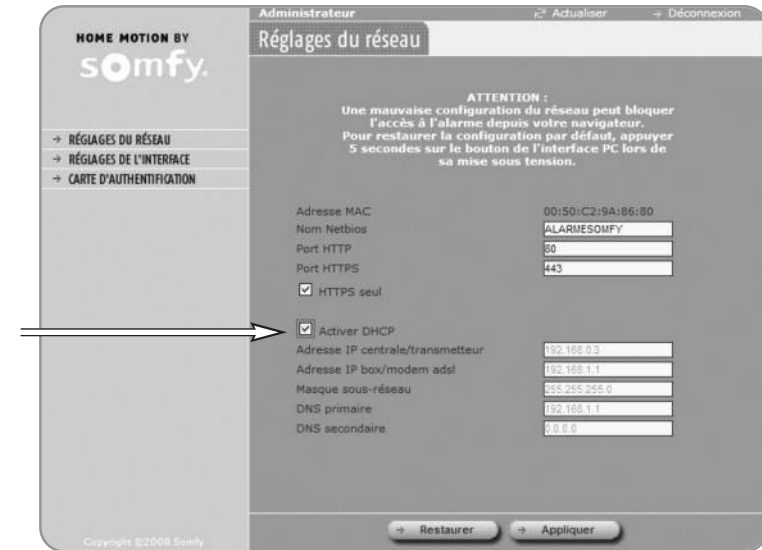 Administrateur
Actualiser
Déconnexion
HOME MOTION BY
somfy.
Réglages du réseau
RÉGLAGES DU RÉSEAU
RÉGLAGES DE L'INTERFACE
CARTE D'AUTHENTIFICATION
ATTENTION :
Une mauvaise configuration du réseau peut bloquer
l'accès à l'alarme depuis votre navigateur.
Pour restaurer la configuration par défaut, appuyer
5 secondes sur le bouton de l'interface PC lors de
sa mise sous tension.
Adresse MAC 00:50:C2:9A:86:80
Nom Netbios ALARMESOMFY
Port HTTP 80
Port HTTPS 443
HTTPS seul
Activer DHCP
Adresse IP centrale/transmetteur 192.168.0.3
Adresse IP box/modem adsl 192.168.1.1
Masque sous-réseau 255.255.255.0
DNS primaire 192.168.1.1
DNS secondaire 0.0.0.0
Restaurer
Appliquer
Copyright ©2008 Somfy